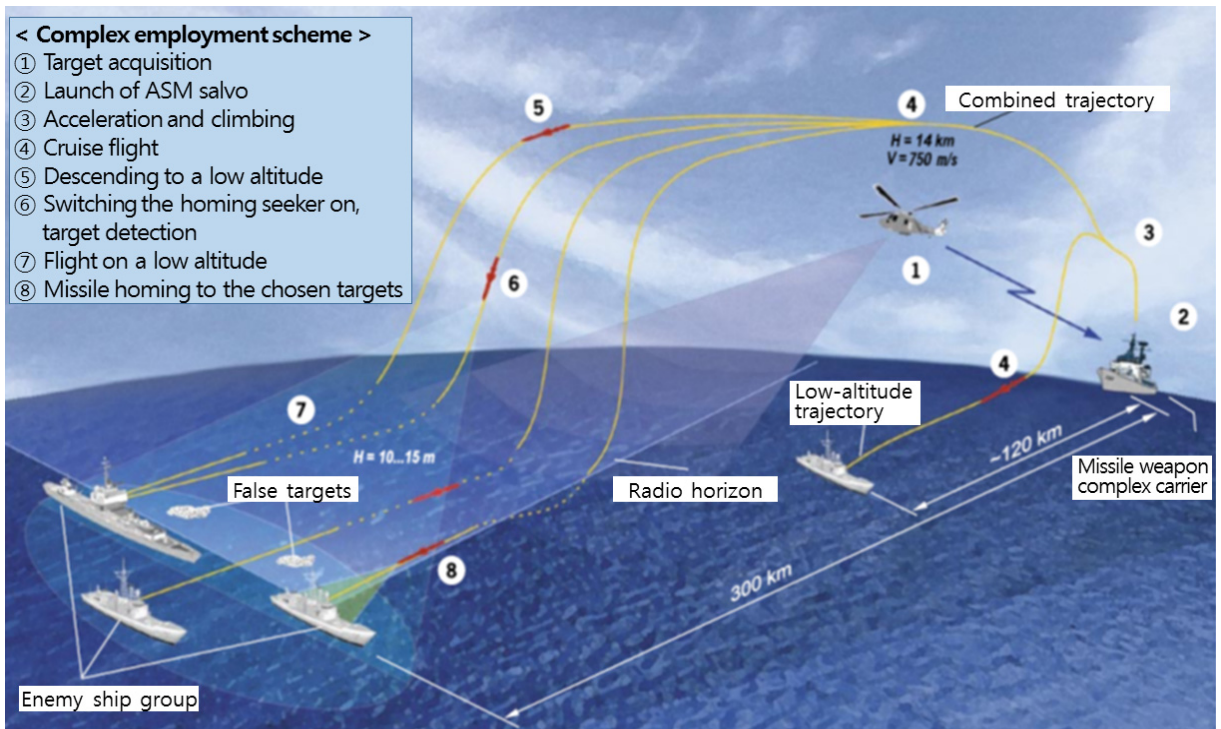 < Complex employment scheme >
① Target acquisition
② Launch of ASM salvo
③ Acceleration and climbing
④ Cruise flight
⑤ Descending to a low altitude
⑥ Switching the homing seeker on,
target detection
⑦ Flight on a low altitude
⑧ Missile homing to the chosen targets
⑤
④
Combined trajectory
H = 14 km
V = 750 m/s
③
①
⑥
②
④
Low-altitude
trajectory
⑦
H = 10...15 m
~120 km
Missile weapon
complex carrier
False targets
Radio horizon
⑧
300 km
Enemy ship group